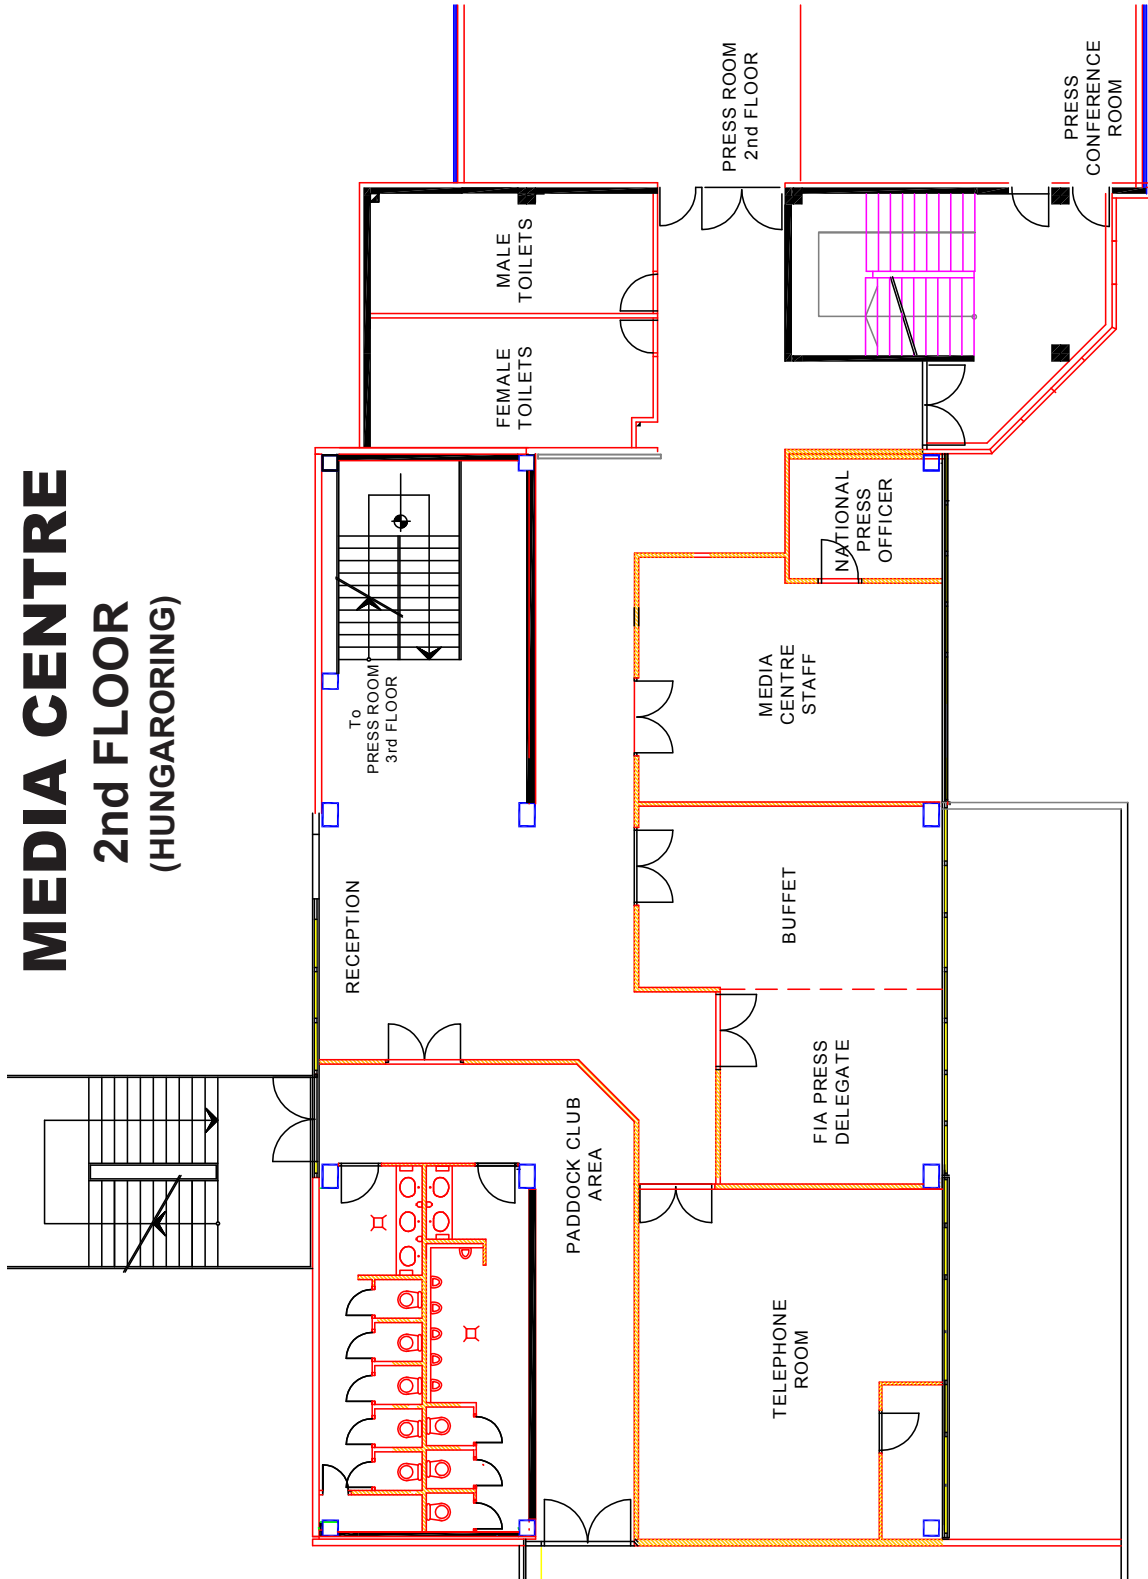 MEDIA CENTRE
2nd FLOOR
(HUNGARORING)
To
PRESS ROOM
3rd FLOOR
RECEPTION
MALE
TOILETS
FEMALE
TOILETS
PRESS ROOM
2nd FLOOR
PRESS
CONFERENCE
ROOM
NATIONAL
PRESS
OFFICER
MEDIA
CENTRE
STAFF
BUFFET
FIA PRESS
DELEGATE
PADDOCK CLUB
AREA
TELEPHONE
ROOM